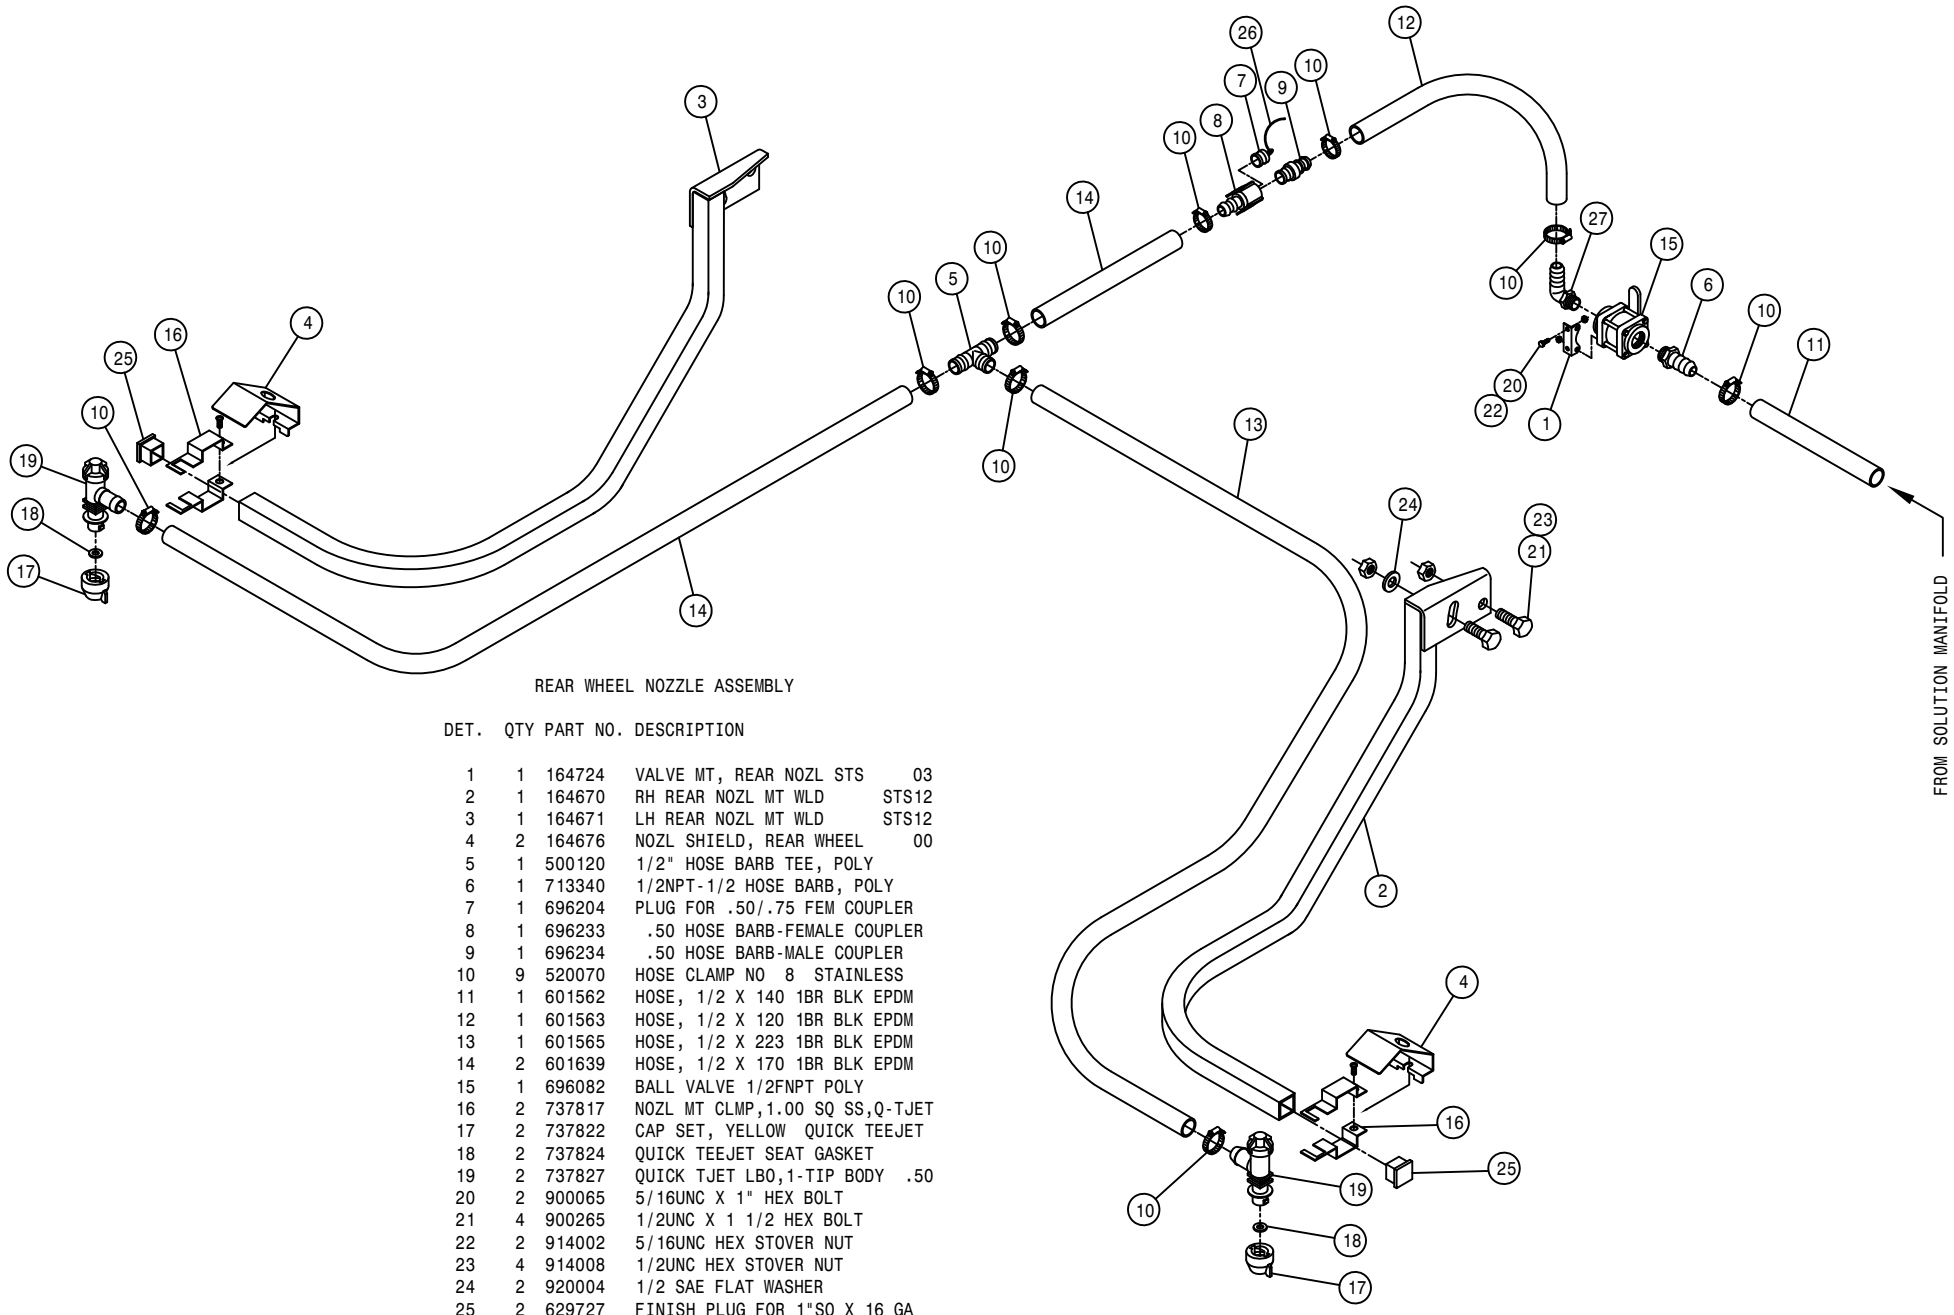 26
12
7
9
10
3
8
10
14
27
15
5
10
10
10
6
10
4
16
25
11
10
20
22
1
13
10
19
24
18
23
21
17
14
FROM SOLUTION MANIFOLD
REAR WHEEL NOZZLE ASSEMBLY
DET. QTY PART NO. DESCRIPTION
1 1 164724 VALVE MT, REAR NOZL STS 03
2 1 164670 RH REAR NOZL MT WLD STS12
3 1 164671 LH REAR NOZL MT WLD STS12
4 2 164676 NOZL SHIELD, REAR WHEEL 00
5 1 500120 1/2" HOSE BARB TEE, POLY
6 1 713340 1/2NPT-1/2 HOSE BARB, POLY
7 1 696204 PLUG FOR .50/.75 FEM COUPLER
8 1 696233 .50 HOSE BARB-FEMALE COUPLER
9 1 696234 .50 HOSE BARB-MALE COUPLER
10 9 520070 HOSE CLAMP NO 8 STAINLESS
11 1 601562 HOSE, 1/2 X 140 1BR BLK EPDM
12 1 601563 HOSE, 1/2 X 120 1BR BLK EPDM
13 1 601565 HOSE, 1/2 X 223 1BR BLK EPDM
14 2 601639 HOSE, 1/2 X 170 1BR BLK EPDM
15 1 696082 BALL VALVE 1/2FNPT POLY
16 2 737817 NOZL MT CLMP,1.00 SQ SS,Q-TJET
17 2 737822 CAP SET, YELLOW QUICK TEEJET
18 2 737824 QUICK TEEJET SEAT GASKET
19 2 737827 QUICK TJET LBO,1-TIP BODY .50
20 2 900065 5/16UNC X 1" HEX BOLT
21 4 900265 1/2UNC X 1 1/2 HEX BOLT
22 2 914002 5/16UNC HEX STOVER NUT
23 4 914008 1/2UNC HEX STOVER NUT
24 2 920004 1/2 SAE FLAT WASHER
25 2 629727 FINISH PLUG FOR 1"SQ X 16 GA
2
4
16
25
19
10
18
17